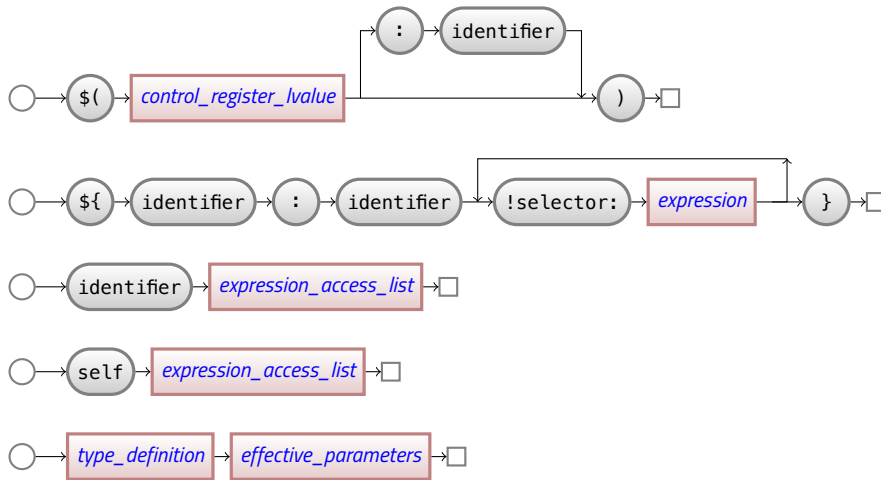 : identifier
$( control_register_lvalue )
${ identifier : identifier !selector: expression }
identifier expression_access_list
self expression_access_list
type_definition effective_parameters